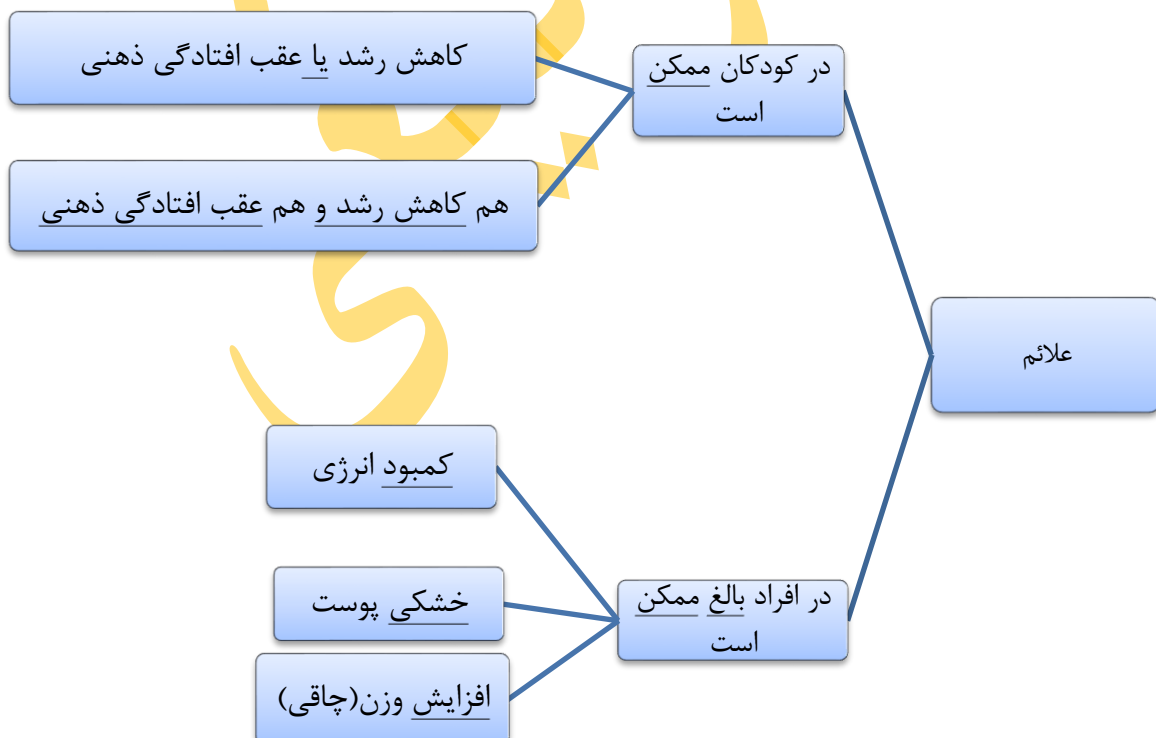 علائم
در کودکان ممکن
است
کاهش رشد یا عقب افتادگی ذهنی
هم کاهش رشد و هم عقب افتادگی ذهنی
در افراد بالغ ممکن
است
کمبود انرژی
خشکی پوست
افزایش وزن(چاقی)